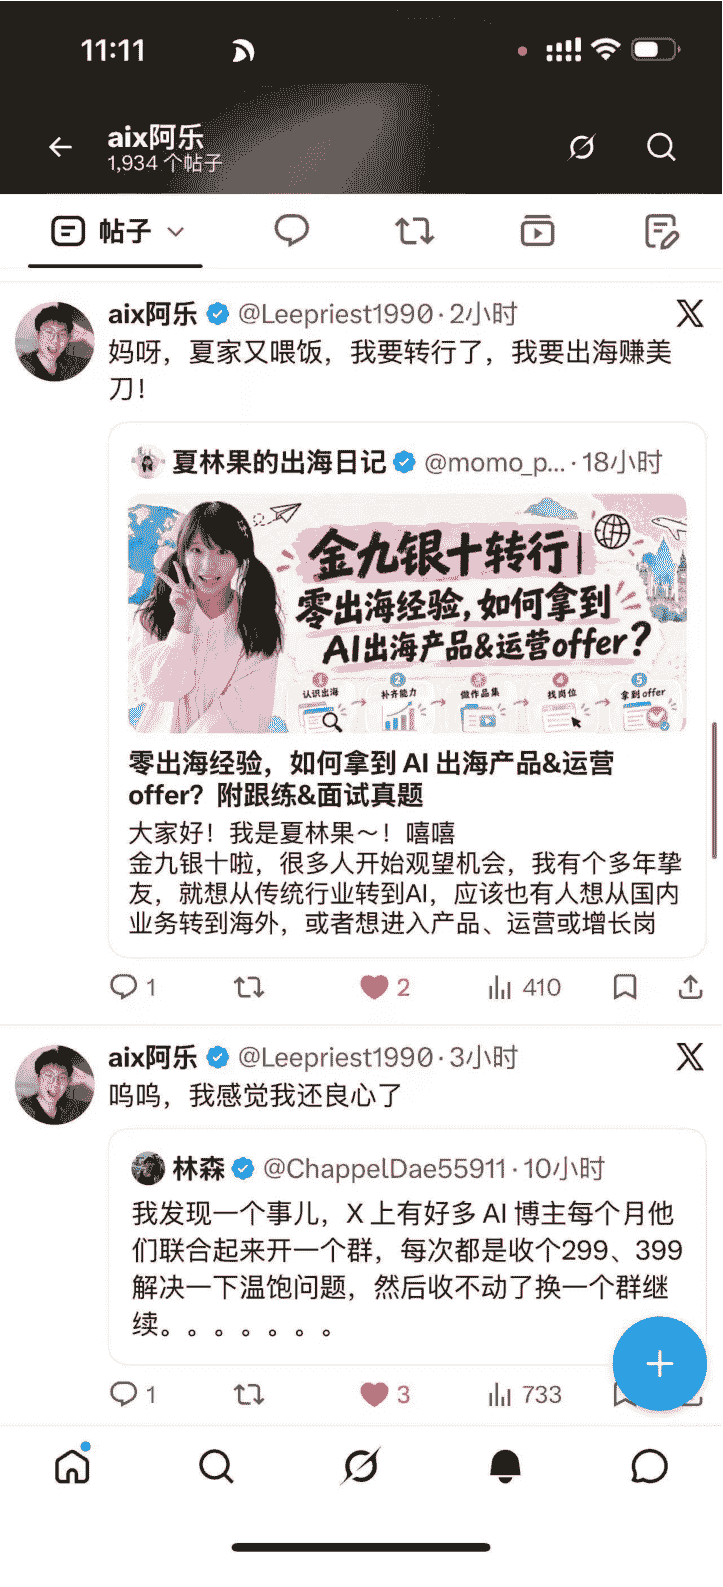 11:11
aix阿乐
1,934 个帖子
帖子
aix阿乐 @Leepriest1990·2小时
妈呀，夏家又喂饭，我要转行了，我要出海赚美
刀！
夏林果的出海日记 @momo_p...·18小时
金九银十转行|
零出海经验,如何拿到
AI出海产品&运营offer?
1 2 3 4 5
认识出海 补齐能力 做作品集 找岗位 拿到offer
零出海经验，如何拿到 AI 出海产品&运营
offer？附跟练&面试真题
大家好！我是夏林果～！嘻嘻
金九银十啦，很多人开始观望机会，我有个多年挚
友，就想从传统行业转到AI，应该也有人想从国内
业务转到海外，或者想进入产品、运营或增长岗
1 2 410
aix阿乐 @Leepriest1990·3小时
呜呜，我感觉我还良心了
林森 @ChappelDae55911·10小时
我发现一个事儿，X 上有好多 AI 博主每个月他
们联合起来开一个群，每次都是收个299、399
解决一下温饱问题，然后收不动了换一个群继
续。。。。。。。
1 3 733